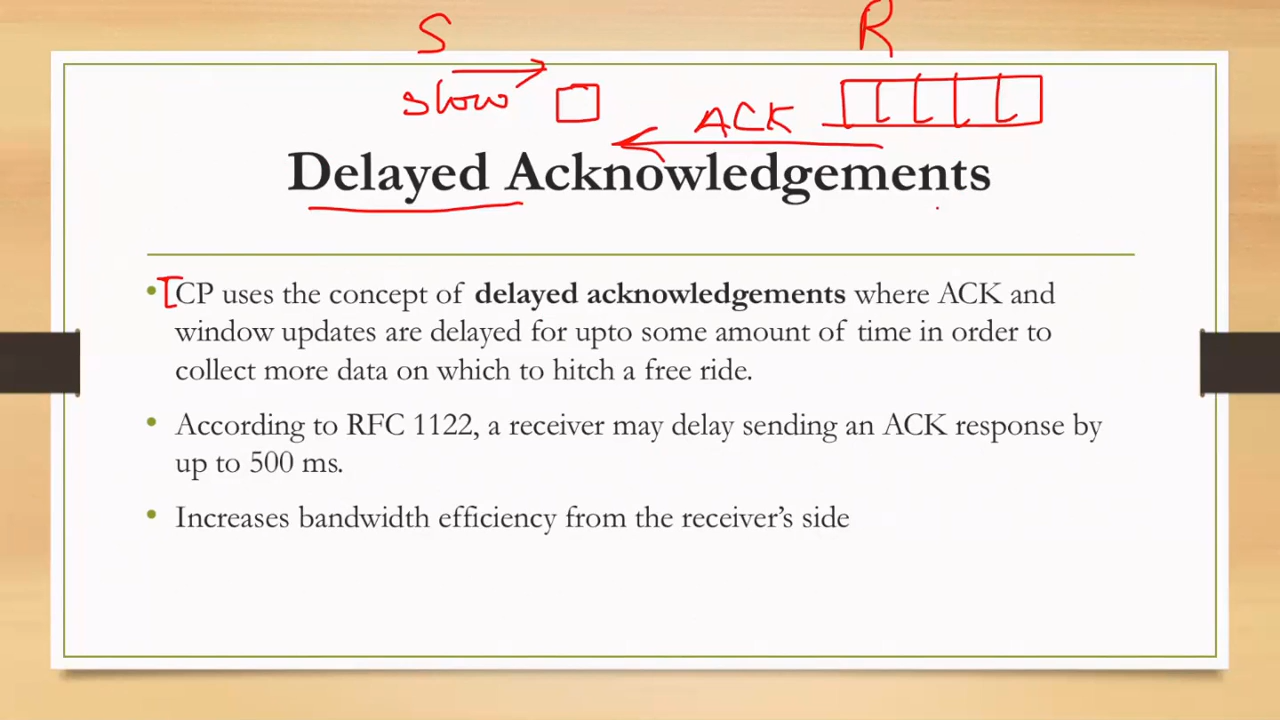 S R
slow ACK
Delayed Acknowledgements
• TCP uses the concept of delayed acknowledgements where ACK and
window updates are delayed for upto some amount of time in order to
collect more data on which to hitch a free ride.
• According to RFC 1122, a receiver may delay sending an ACK response by
up to 500 ms.
• Increases bandwidth efficiency from the receiver’s side